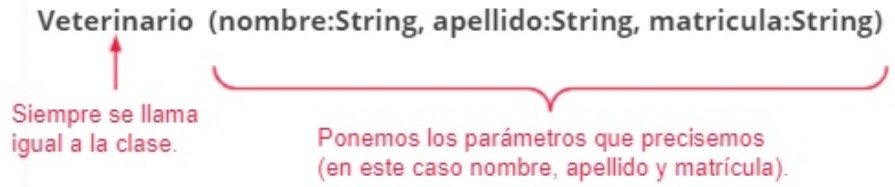 Veterinario (nombre:String, apellido:String, matricula:String)
Siempre se llama
igual a la clase.
Ponemos los parámetros que precisemos
(en este caso nombre, apellido y matrícula).